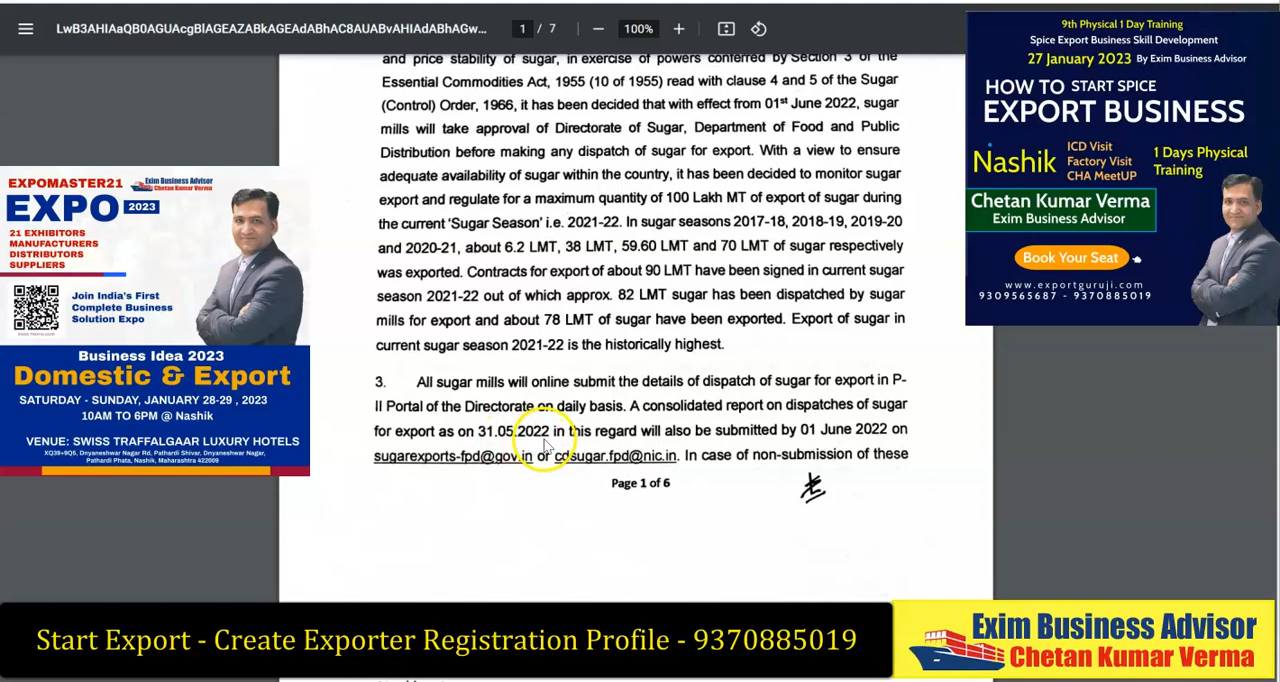 LwB3AHIAaQB0AGUAcgBlAGEAZABkAGEAdABhAC8AUABvAHIAdABhAGw...
1 / 7
100%
and price stability of sugar, in exercise of powers conferred by Section 3 of the
Essential Commodities Act, 1955 (10 of 1955) read with clause 4 and 5 of the Sugar
(Control) Order, 1966, it has been decided that with effect from 01st June 2022, sugar
mills will take approval of Directorate of Sugar, Department of Food and Public
Distribution before making any dispatch of sugar for export. With a view to ensure
adequate availability of sugar within the country, it has been decided to monitor sugar
export and regulate for a maximum quantity of 100 Lakh MT of export of sugar during
the current 'Sugar Season' i.e. 2021-22. In sugar seasons 2017-18, 2018-19, 2019-20
and 2020-21, about 6.2 LMT, 38 LMT, 59.60 LMT and 70 LMT of sugar respectively
was exported. Contracts for export of about 90 LMT have been signed in current sugar
season 2021-22 out of which approx. 82 LMT sugar has been dispatched by sugar
mills for export and about 78 LMT of sugar have been exported. Export of sugar in
current sugar season 2021-22 is the historically highest.
3. All sugar mills will online submit the details of dispatch of sugar for export in P-
II Portal of the Directorate on daily basis. A consolidated report on dispatches of sugar
for export as on 31.05.2022 in this regard will also be submitted by 01 June 2022 on
sugarexports-fpd@gov.in or cdsugar.fpd@nic.in. In case of non-submission of these
Page 1 of 6
EXPOMASTER21
Exim Business Advisor
Chetan Kumar Verma
EXPO 2023
21 EXHIBITORS
MANUFACTURERS
DISTRIBUTORS
SUPPLIERS
Join India's First
Complete Business
Solution Expo
Business Idea 2023
Domestic & Export
SATURDAY - SUNDAY, JANUARY 28-29 , 2023
10AM TO 6PM @ Nashik
VENUE: SWISS TRAFFALGAAR LUXURY HOTELS
XQ39+9Q5, Dnyaneshwar Nagar Rd, Pathardi Shivar, Dnyaneshwar Nagar,
Pathardi Phata, Nashik, Maharashtra 422009
9th Physical 1 Day Training
Spice Export Business Skill Development
27 January 2023 By Exim Business Advisor
HOW TO START SPICE
EXPORT BUSINESS
Nashik
ICD Visit
Factory Visit
CHA MeetUP
1 Days Physical
Training
Chetan Kumar Verma
Exim Business Advisor
Book Your Seat
www.exportguruji.com
9309565687 - 9370885019
Start Export - Create Exporter Registration Profile - 9370885019
Exim Business Advisor
Chetan Kumar Verma